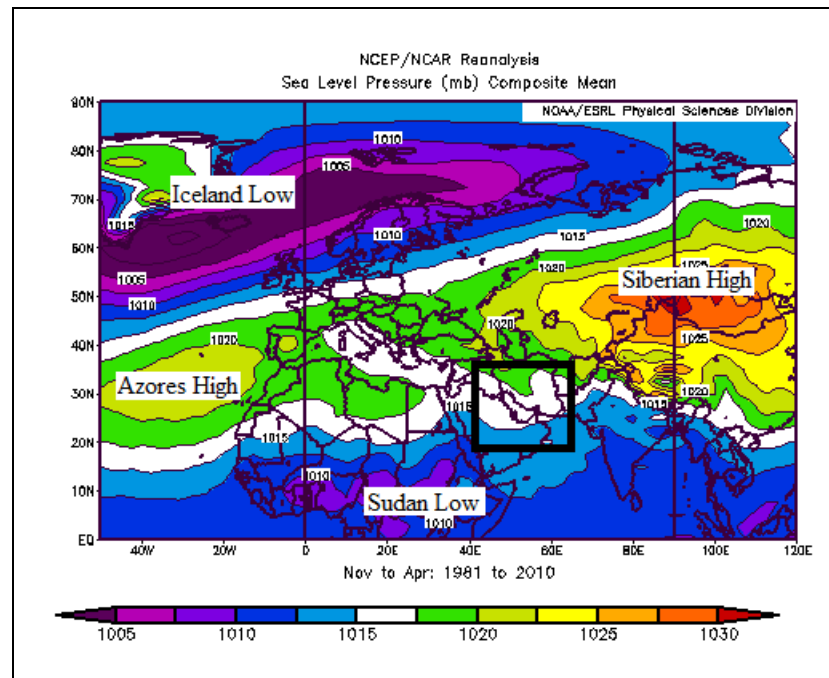 NCEP/NCAR Reanalysis
Sea Level Pressure (mb) Composite Mean
NOAA/ESRL Physical Sciences Division
90N
80N
70N
60N
50N
40N
30N
20N
10N
EQ
1010
1005
Iceland Low
1015
1010
1015
1020
1005
1025
1020
Siberian High
1010
1020
1020
1025
Azores High
1015
1015
1020
1015
1010
Sudan Low
1010
40W 20W 0 20E 40E 60E 80E 100E 120E
Nov to Apr: 1981 to 2010
1005 1010 1015 1020 1025 1030